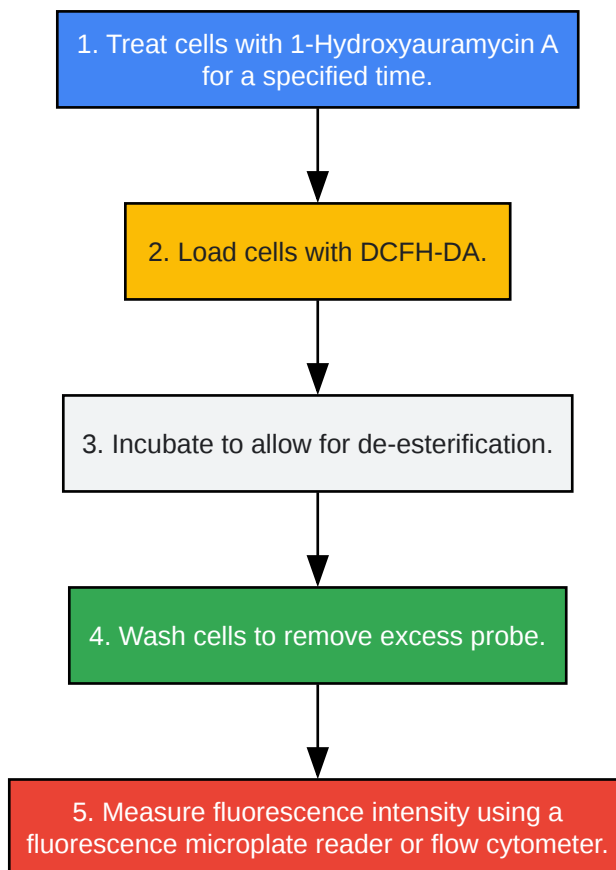 1. Treat cells with 1-Hydroxyauramycin A
for a specified time.
2. Load cells with DCFH-DA.
3. Incubate to allow for de-esterification.
4. Wash cells to remove excess probe.
5. Measure fluorescence intensity using a
fluorescence microplate reader or flow cytometer.